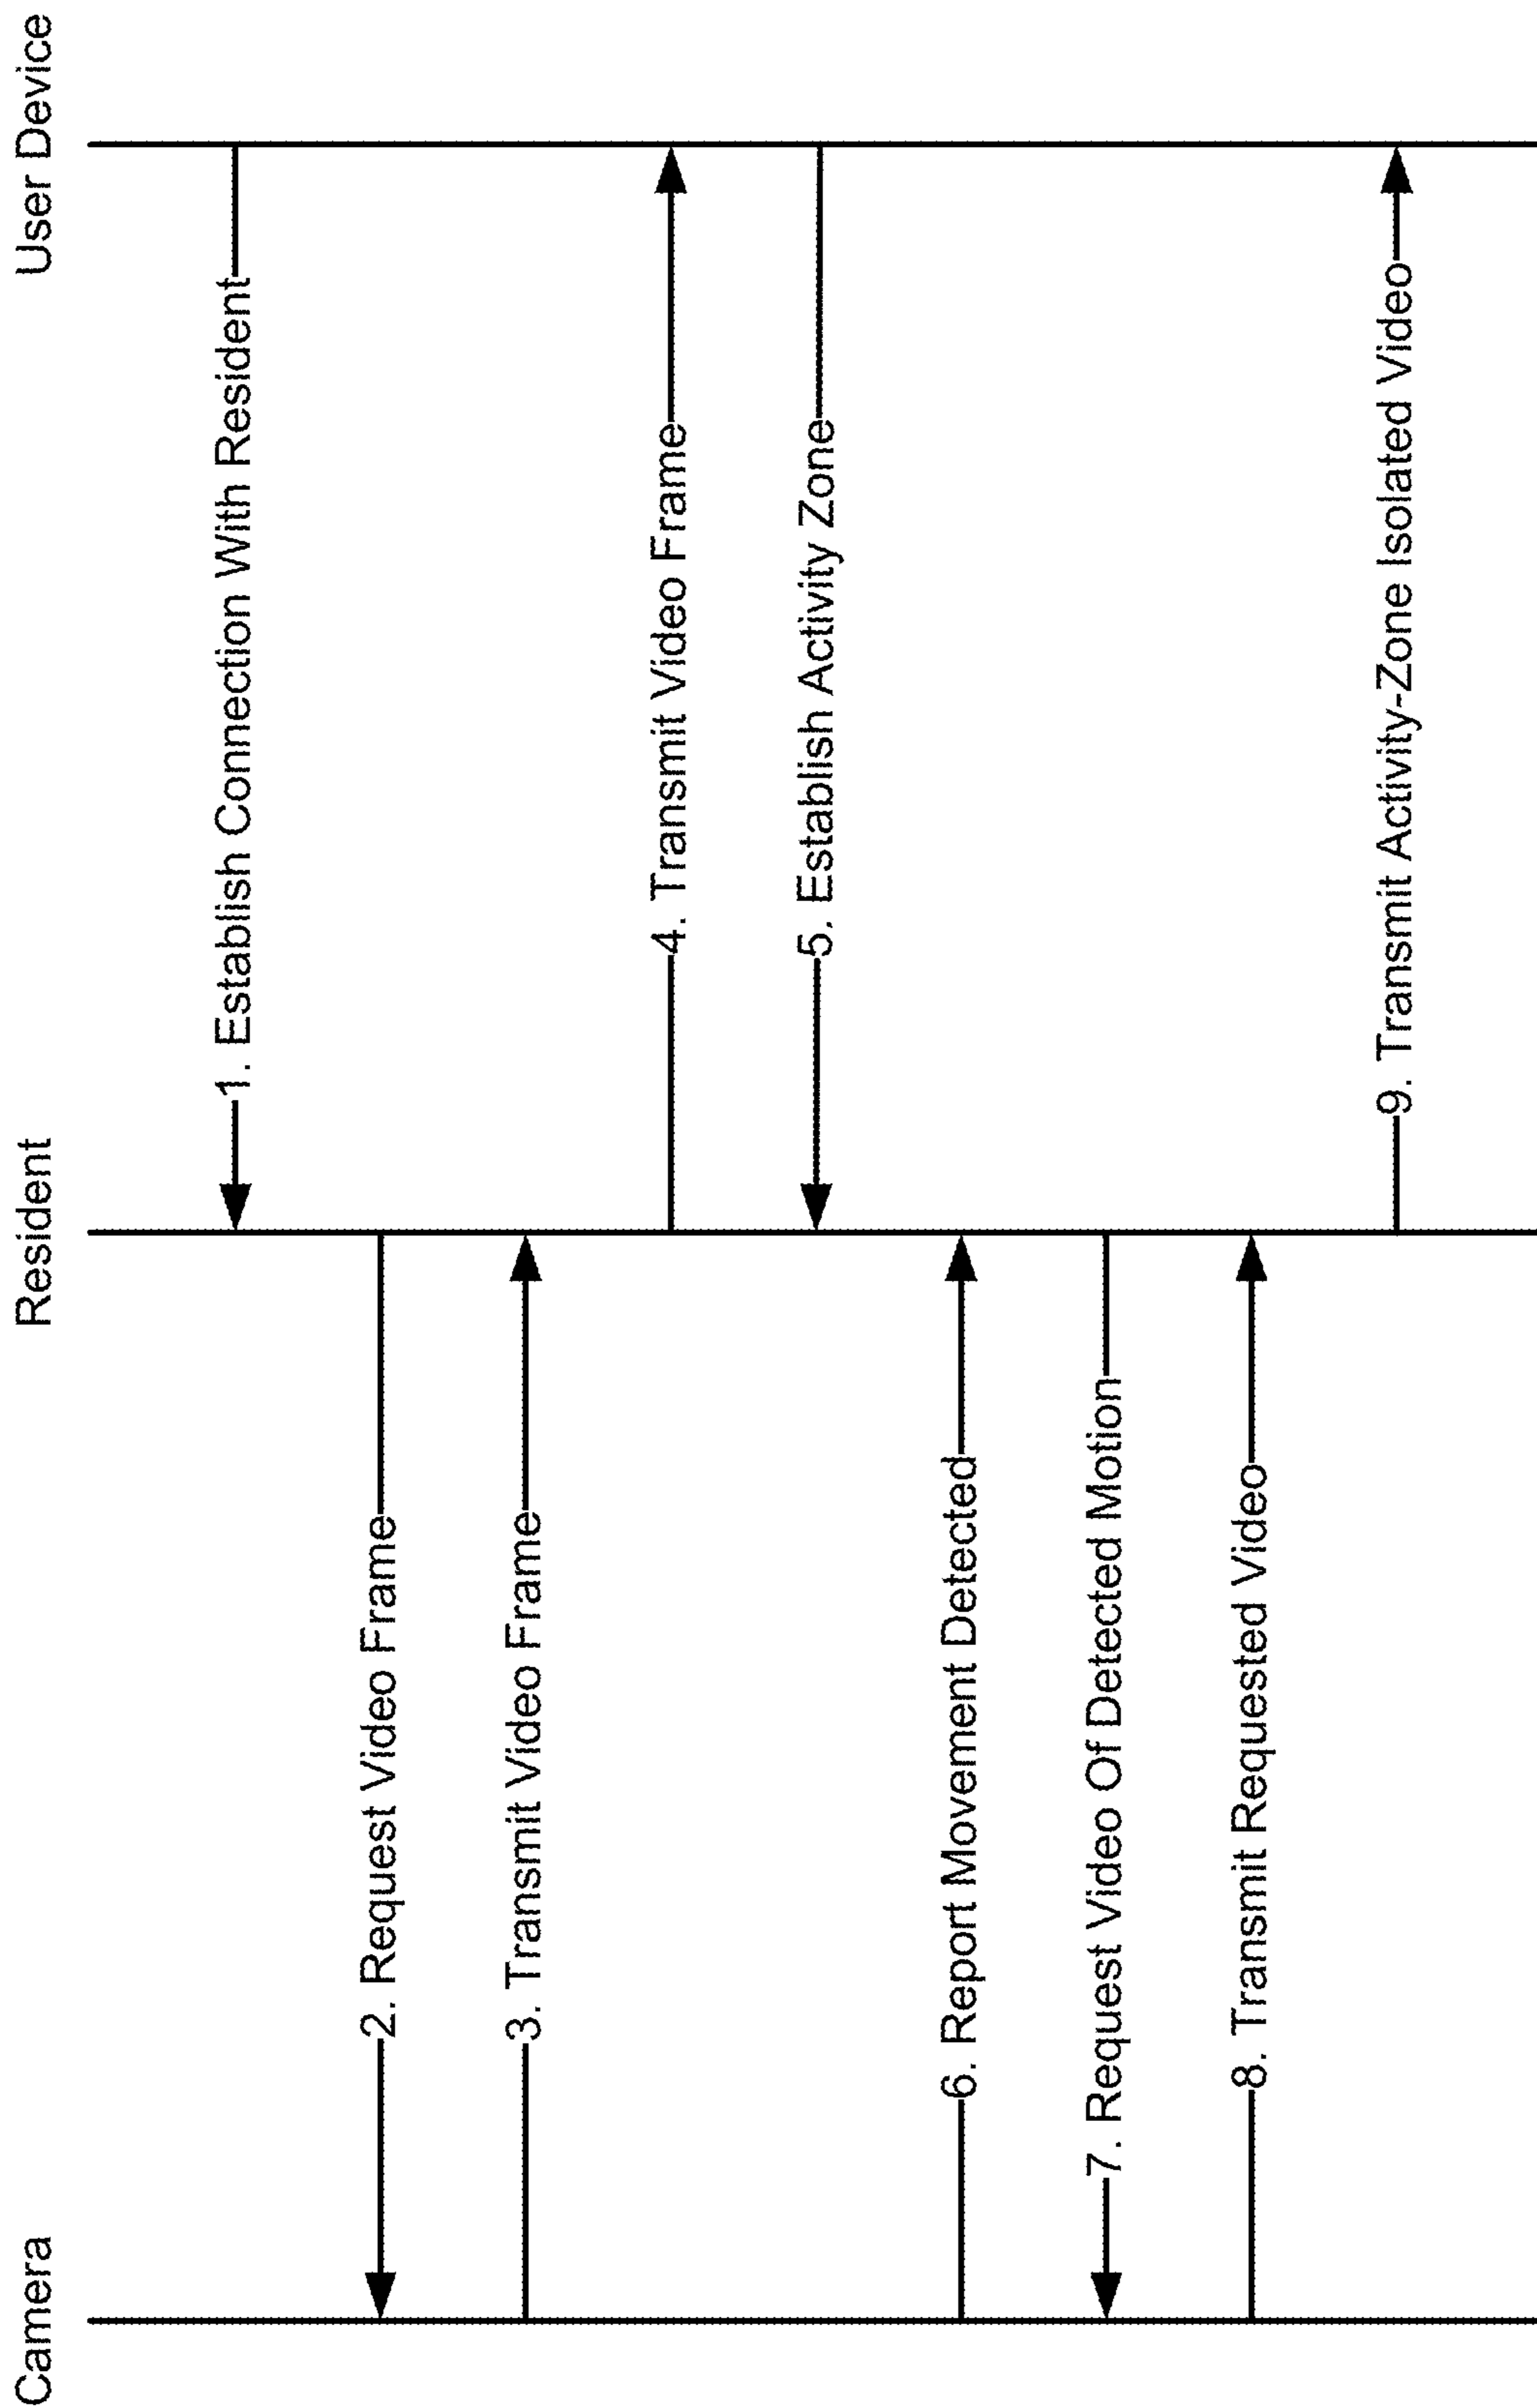 Camera
Resident
User Device
1. Establish Connection With Resident
2. Request Video Frame
3. Transmit Video Frame
4. Transmit Video Frame
5. Establish Activity Zone
6. Report Movement Detected
7. Request Video Of Detected Motion
8. Transmit Requested Video
9. Transmit Activity-Zone Isolated Video